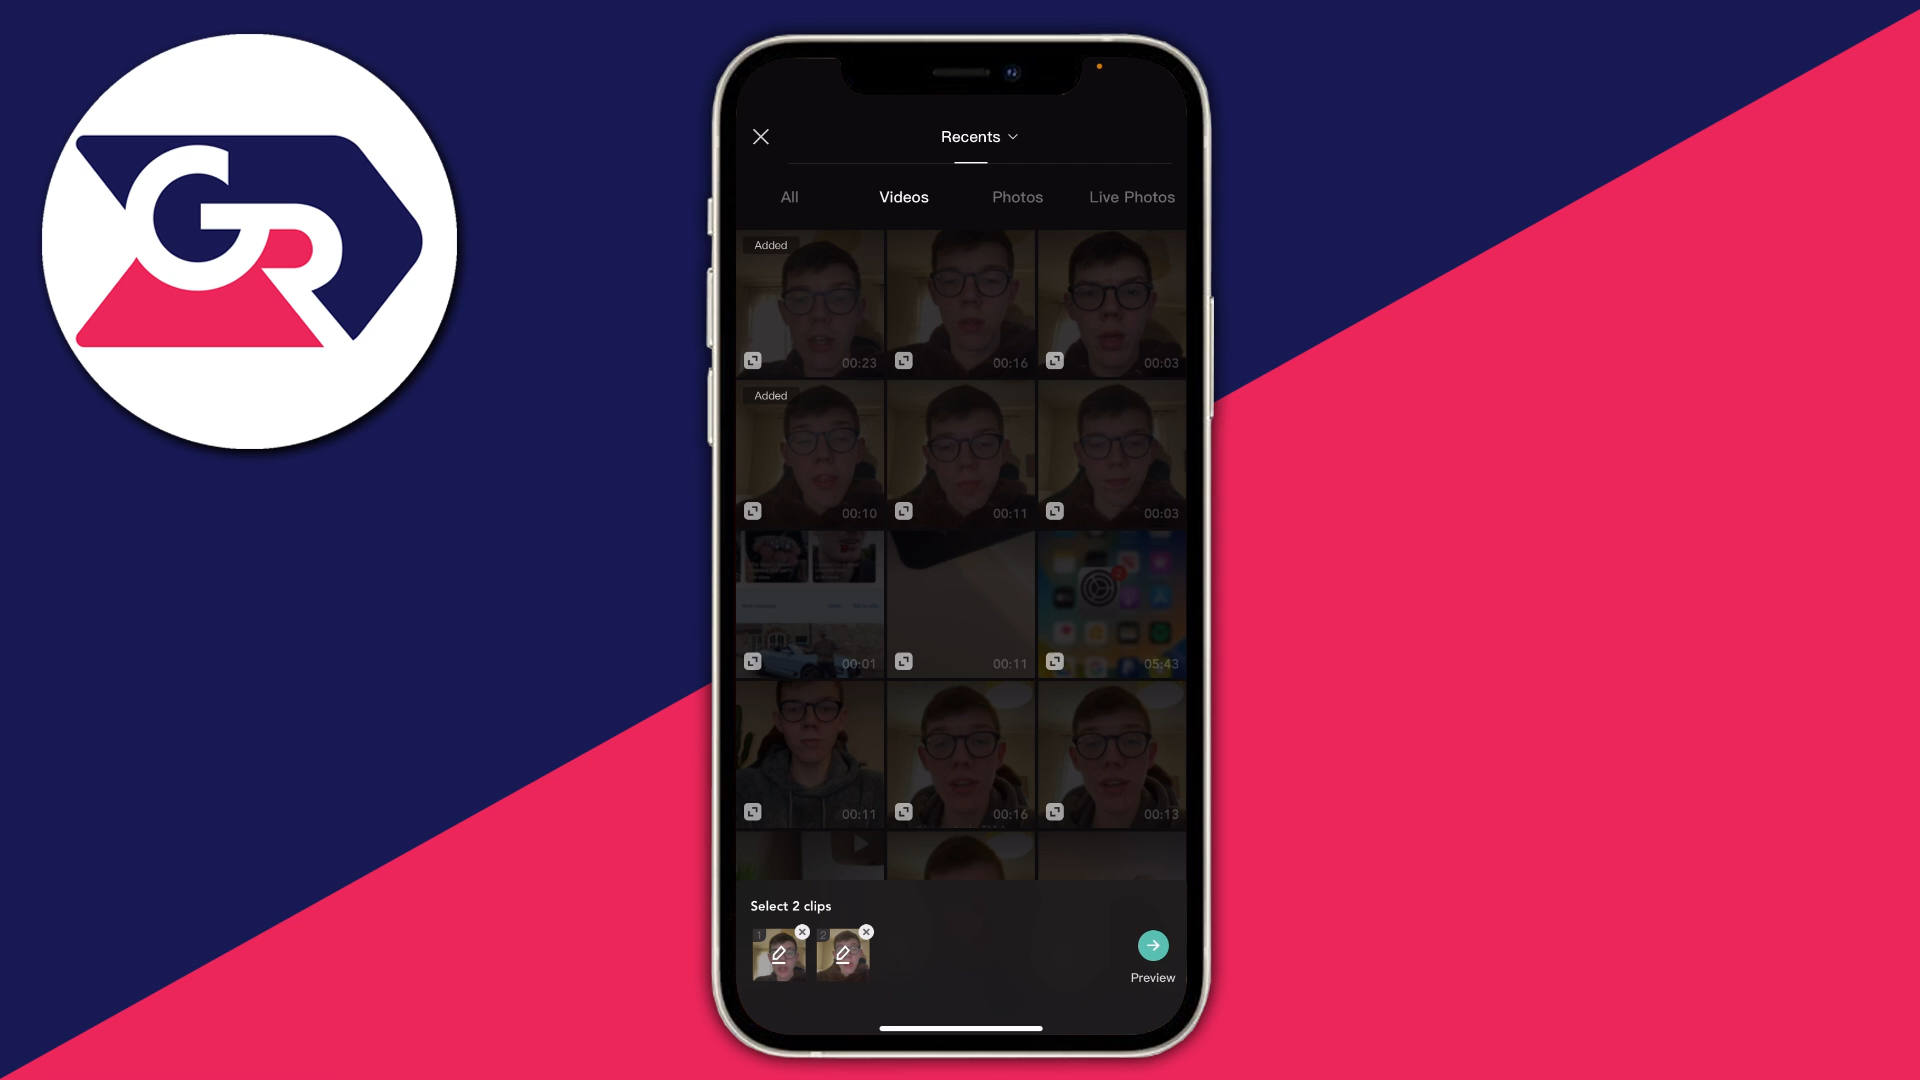 GR
Recents
All Videos Photos Live Photos
Added
00:23 00:16 00:03
Added
00:10 00:11 00:03
00:01 00:11 05:43
00:11 00:16 00:13
Select 2 clips
1 2
Preview